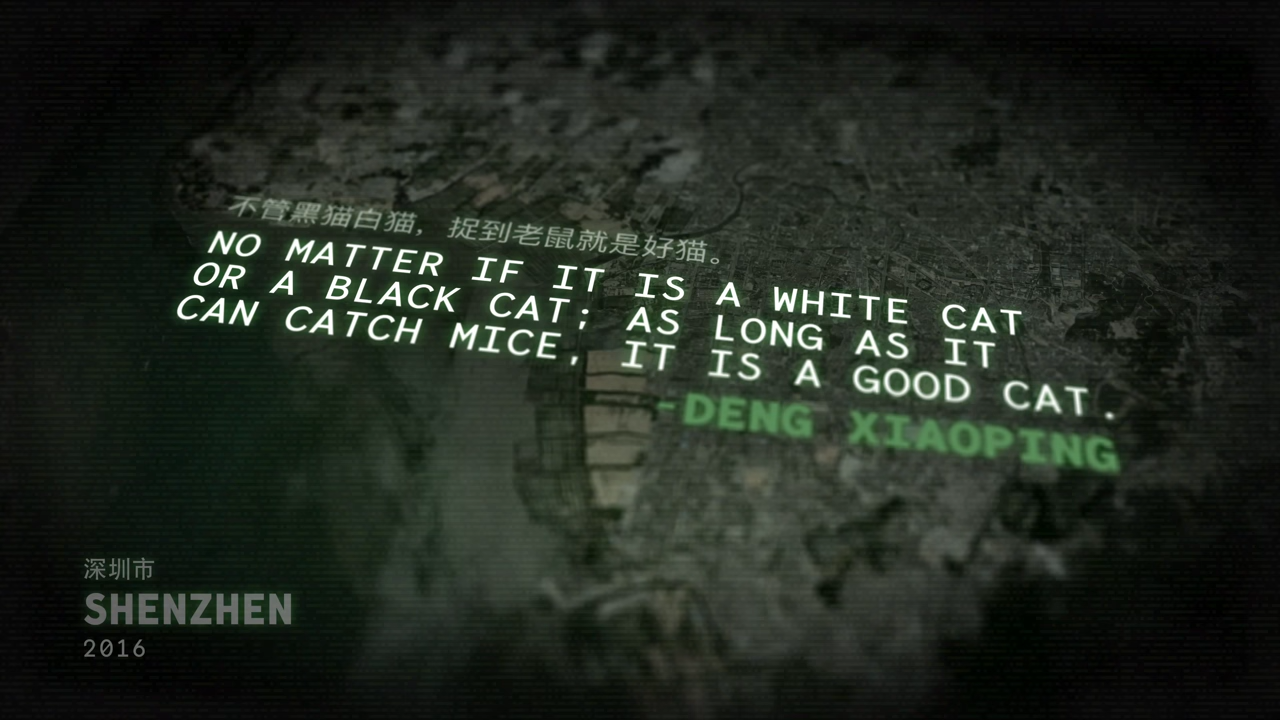 不管黑猫白猫，捉到老鼠就是好猫。
NO MATTER IF IT IS A WHITE CAT
OR A BLACK CAT; AS LONG AS IT
CAN CATCH MICE, IT IS A GOOD CAT.
-DENG XIAOPING
深圳市
SHENZHEN
2016